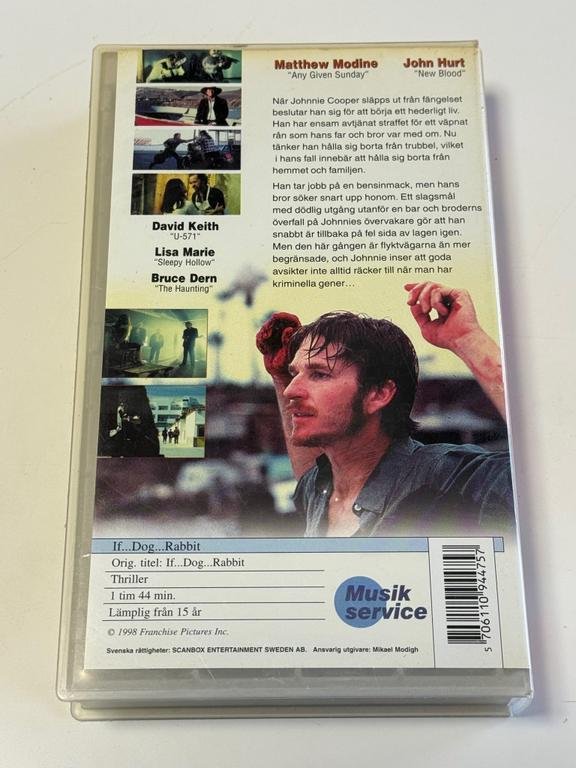 Matthew Modine
"Any Given Sunday"
John Hurt
"New Blood"
När Johnnie Cooper släpps ut från fängelset
beslutar han sig för att börja ett hederligt liv.
Han har ensam avtjänat straffet för ett väpnat
rån som hans far och bror var med om. Nu
tänker han hålla sig borta från trubbel, vilket
i hans fall innebär att hålla sig borta från
hemmet och familjen.
Han tar jobb på en bensinmack, men hans
bror söker snart upp honom. Ett slagsmål
med dödlig utgång utanför en bar och broderns
överfall på Johnnies övervakare gör att han
snabbt är tillbaka på fel sida av lagen igen.
Men den här gången är flyktvägarna än mer
begränsade, och Johnnie inser att goda
avsikter inte alltid räcker till när man har
kriminella gener...
David Keith
"U-571"
Lisa Marie
"Sleepy Hollow"
Bruce Dern
"The Haunting"
If...Dog...Rabbit
Orig. titel: If...Dog...Rabbit
Thriller
1 tim 44 min.
Lämplig från 15 år
© 1998 Franchise Pictures Inc.
Musik
service
5 706110 944757
Svenska rättigheter: SCANBOX ENTERTAINMENT SWEDEN AB. Ansvarig utgivare: Mikael Modigh